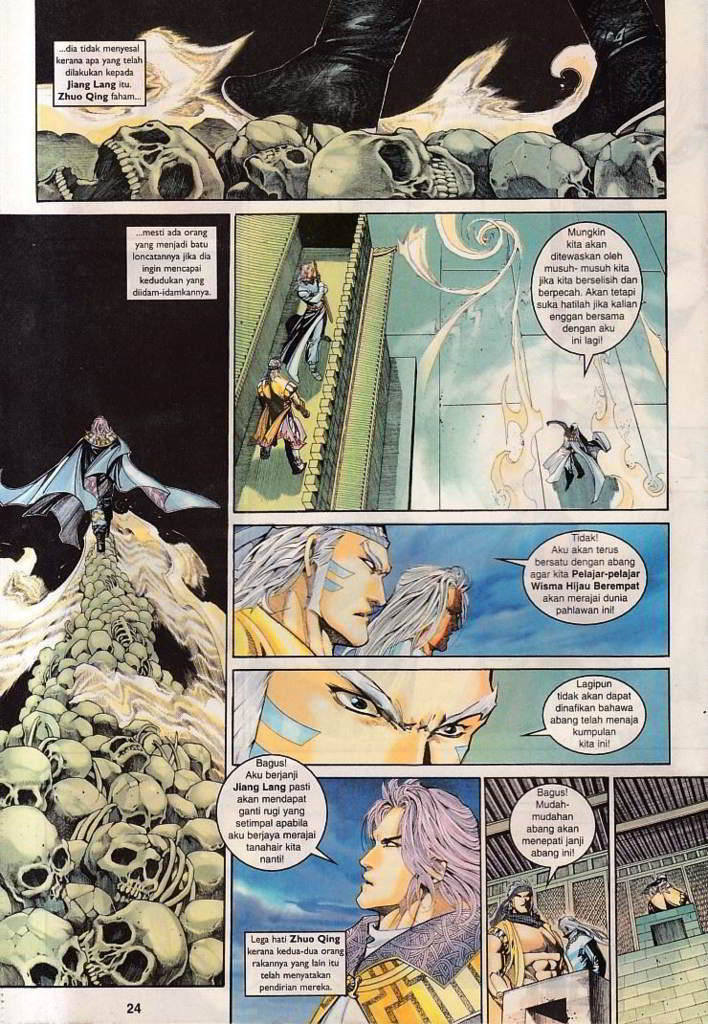 ...dia tidak menyesal
kerana apa yang telah
dilakukan kepada
Jiang Lang itu.
Zhuo Qing faham...
...mesti ada orang
yang menjadi batu
loncatannya jika dia
ingin mencapai
kedudukan yang
diidam-idamkannya.
Mungkin
kita akan
ditewaskan oleh
musuh- musuh kita
jika kita berselisih dan
berpecah. Akan tetapi
suka hatilah jika kalian
enggan bersama
dengan aku
ini lagi!
Tidak!
Aku akan terus
bersatu dengan abang
agar kita Pelajar-pelajar
Wisma Hijau Berempat
akan merajai dunia
pahlawan ini!
Lagipun
tidak akan dapat
dinafikan bahawa
abang telah menaja
kumpulan
kita ini!
Bagus!
Aku berjanji
Jiang Lang pasti
akan mendapat
ganti rugi yang
setimpal apabila
aku berjaya merajai
tanahair kita
nanti!
Lega hati Zhuo Qing
kerana kedua-dua orang
rakannya yang lain itu
telah menyatakan
pendirian mereka.
Bagus!
Mudah-
mudahan
abang akan
menepati janji
abang ini!
24